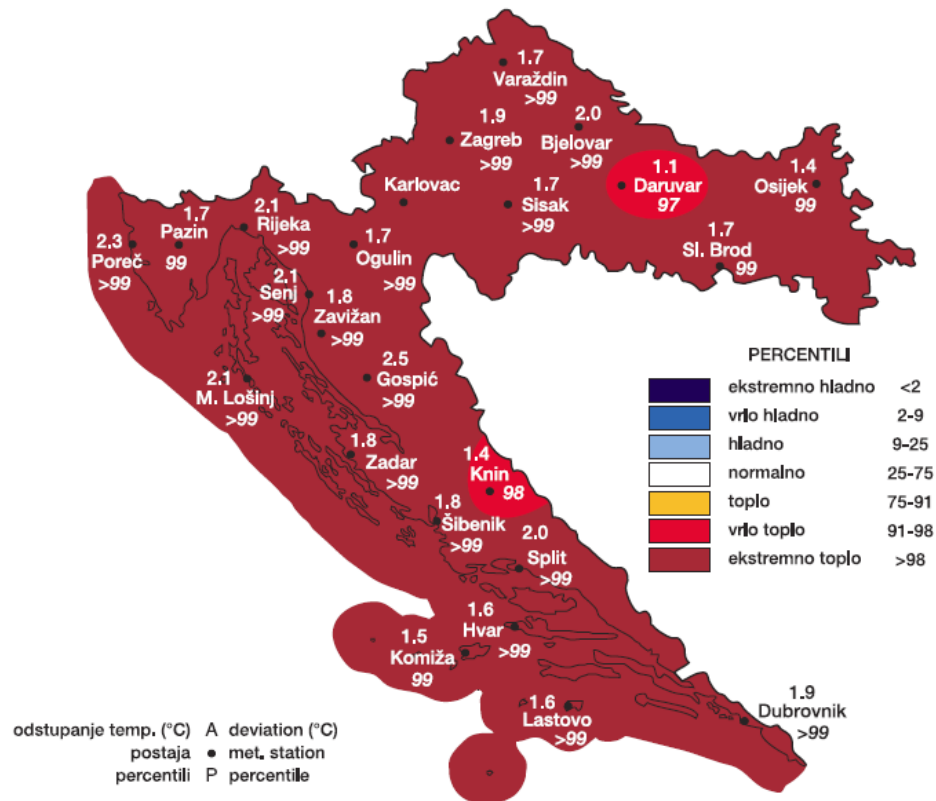 1.7
Varaždin
>99
1.9
Zagreb
>99
2.0
Bjelovar
>99
1.1
Daruvar
97
1.4
Osijek
99
Karlovac
1.7
Sisak
>99
1.7
Sl. Brod
99
2.3
Poreč
>99
1.7
Pazin
99
2.1
Rijeka
>99
1.7
Ogulin
>99
2.1
Senj
>99
1.8
Zavižan
>99
2.5
Gospić
>99
2.1
M. Lošinj
>99
1.8
Zadar
>99
1.4
Knin
98
1.8
Šibenik
>99
2.0
Split
>99
1.6
Hvar
>99
1.5
Komiža
99
1.6
Lastovo
>99
1.9
Dubrovnik
>99
PERCENTILI
ekstremno hladno <2
vrlo hladno 2-9
hladno 9-25
normalno 25-75
toplo 75-91
vrlo toplo 91-98
ekstremno toplo >98
odstupanje temp. (°C) A deviation (°C)
postaja ● met. station
percentili P percentile